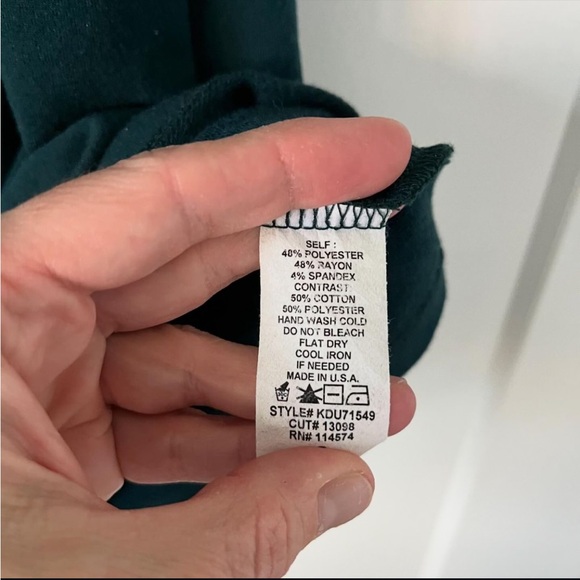 SELF :
48% POLYESTER
48% RAYON
4% SPANDEX
CONTRAST:
50% COTTON
50% POLYESTER
HAND WASH COLD
DO NOT BLEACH
FLAT DRY
COOL IRON
IF NEEDED
MADE IN U.S.A.
STYLE# KDU71549
CUT# 13098
RN# 114574